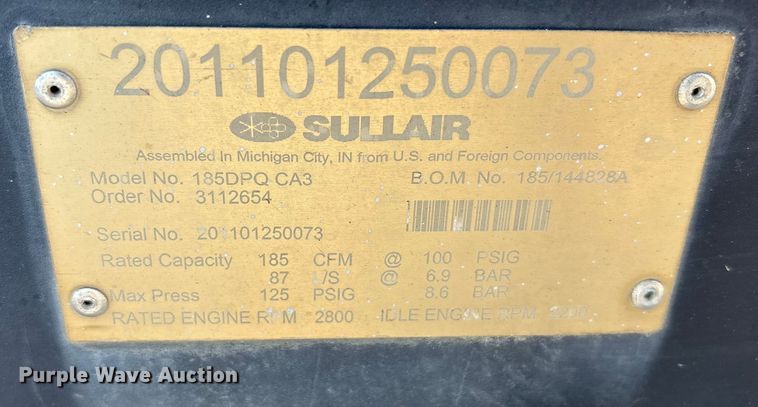 201101250073
SULLAIR
Assembled In Michigan City, IN from U.S. and Foreign Components.
Model No. 185DPQ CA3 B.O.M. No. 185/144828A
Order No. 3112654
Serial No. 201101250073
Rated Capacity 185 CFM @ 100 PSIG
87 L/S @ 6.9 BAR
Max Press 125 PSIG 8.6 BAR
RATED ENGINE RPM 2800 IDLE ENGINE RPM 2200
Purple Wave Auction